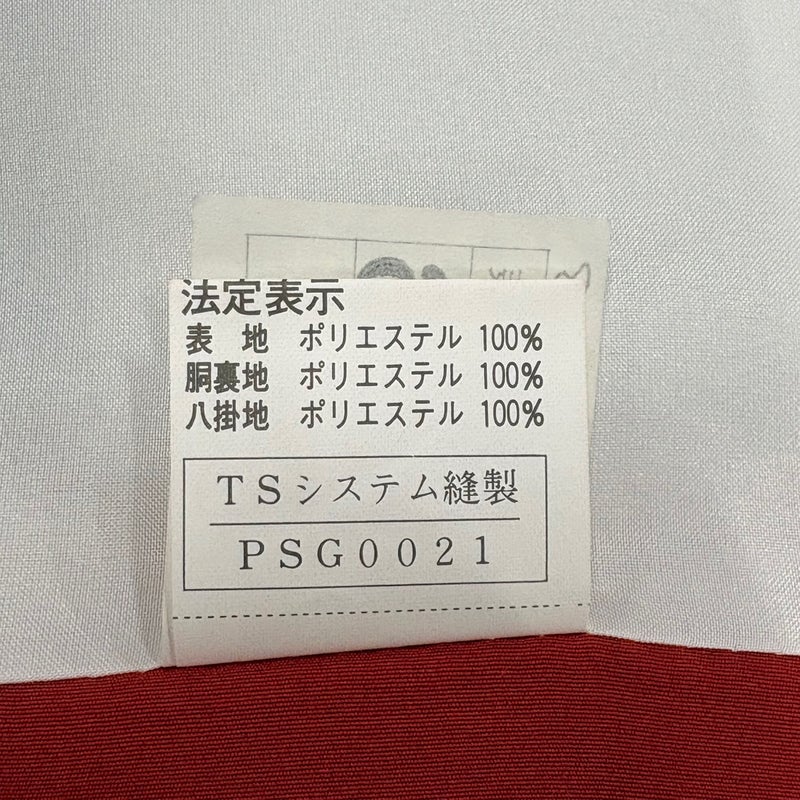 法定表示
表 地 ポリエステル 100%
胴裏地 ポリエステル 100%
八掛地 ポリエステル 100%
TSシステム縫製
PSG0021